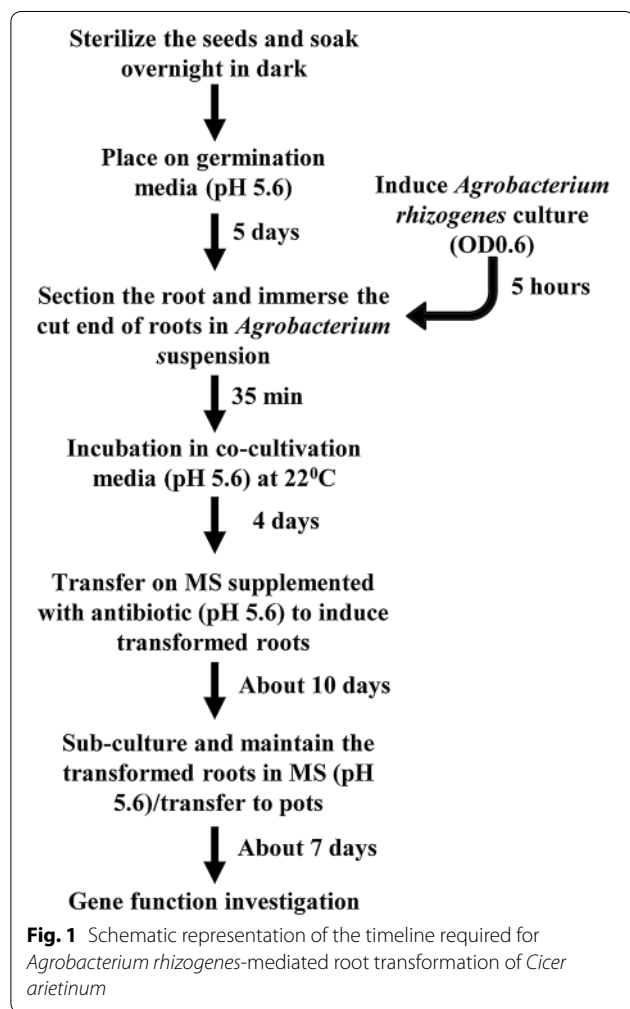 Sterilize the seeds and soak
overnight in dark
Place on germination
media (pH 5.6)
5 days
Induce Agrobacterium
rhizogenes culture
(OD0.6)
5 hours
Section the root and immerse the
cut end of roots in Agrobacterium
suspension
35 min
Incubation in co-cultivation
media (pH 5.6) at 22⁰C
4 days
Transfer on MS supplemented
with antibiotic (pH 5.6) to induce
transformed roots
About 10 days
Sub-culture and maintain the
transformed roots in MS (pH
5.6)/transfer to pots
About 7 days
Gene function investigation
Fig. 1 Schematic representation of the timeline required for
Agrobacterium rhizogenes-mediated root transformation of Cicer
arietinum